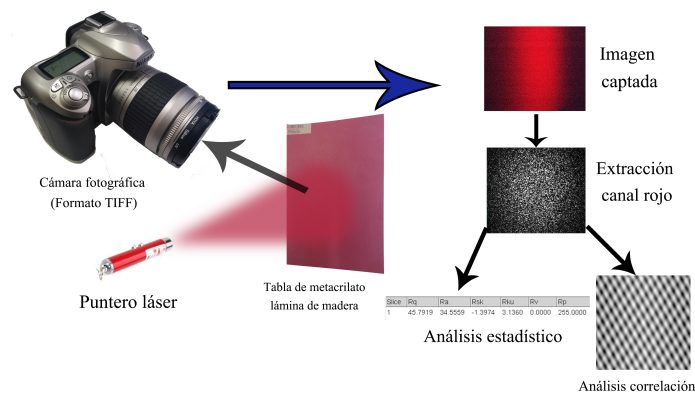 Imagen
captada
Extracción
canal rojo
Cámara fotográfica
(Formato TIFF)
Puntero láser
Tabla de metacrilato
lámina de madera
Slice Rq Ra Rsk Rku Rv Rp
1 45.7919 34.5559 -1.3974 3.1360 0.0000 255.0000
Análisis estadístico
Análisis correlación